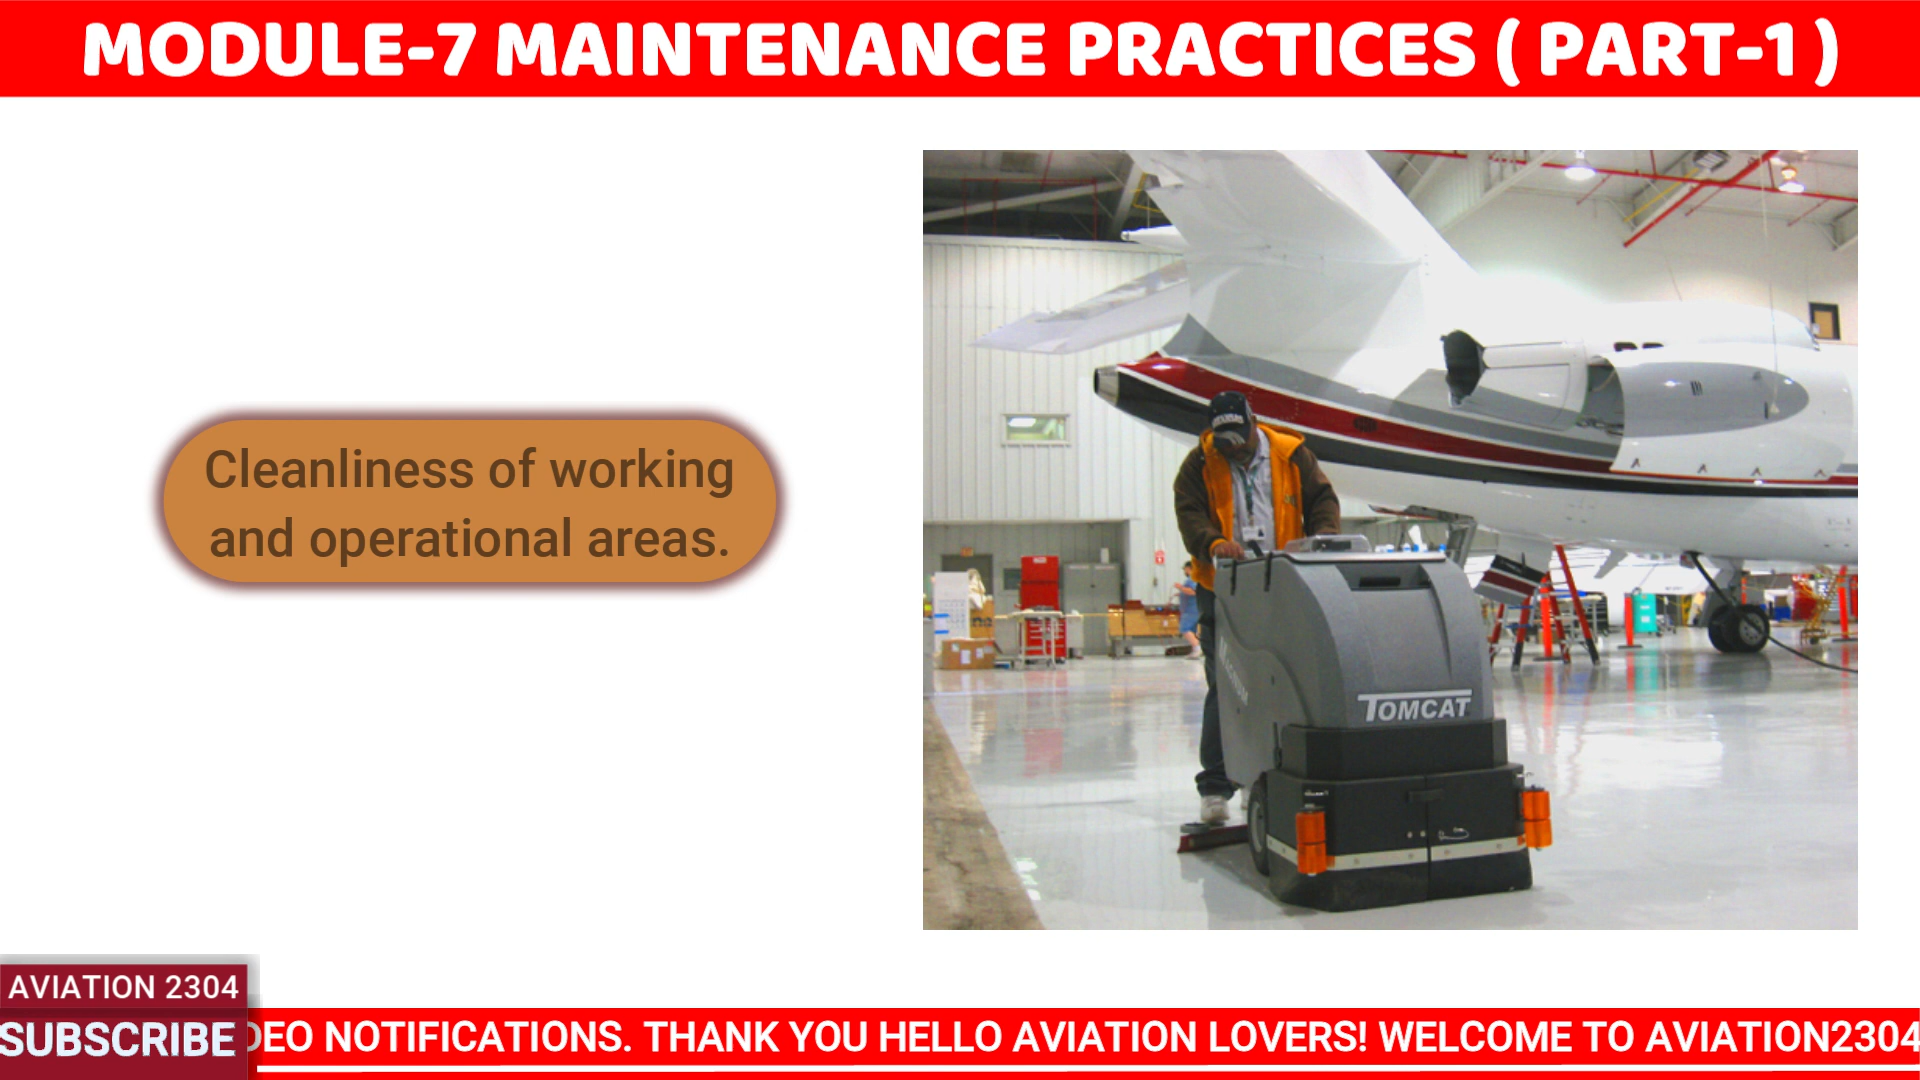 MODULE-7 MAINTENANCE PRACTICES ( PART-1 )
Cleanliness of working
and operational areas.
TOMCAT
AVIATION 2304
SUBSCRIBE
DEO NOTIFICATIONS. THANK YOU HELLO AVIATION LOVERS! WELCOME TO AVIATION2304